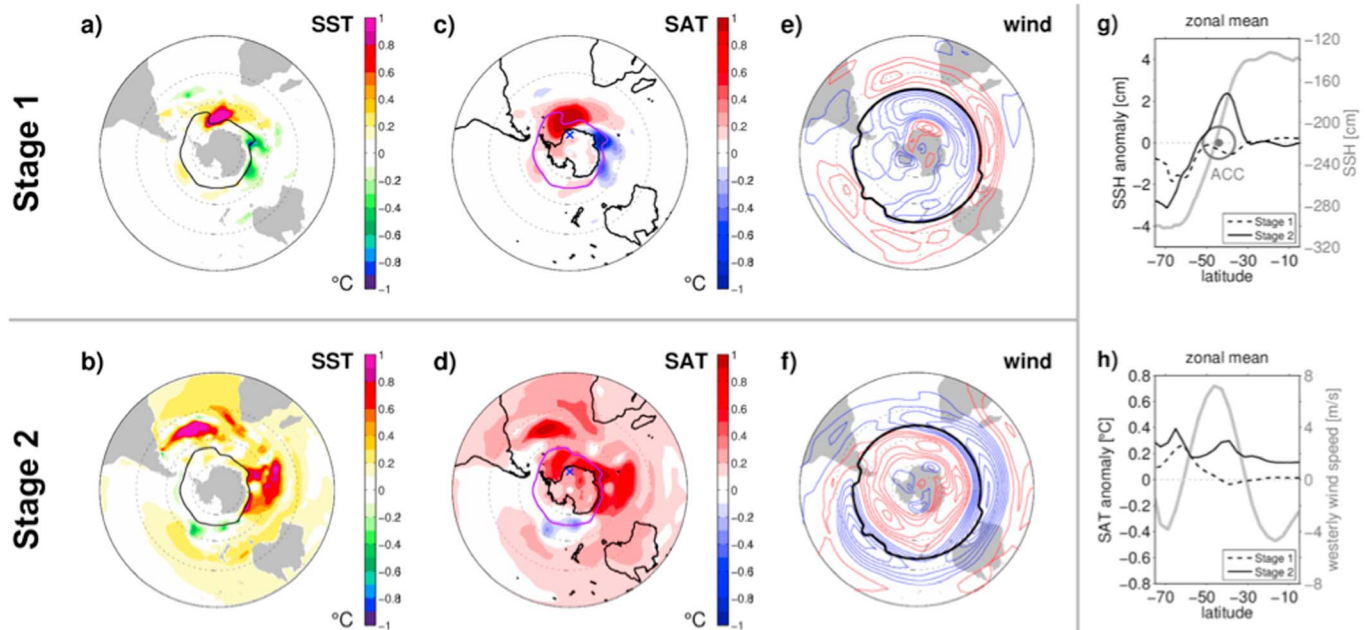 Stage 1
a)
SST
1
0.8
0.6
0.4
0.2
0
-0.2
-0.4
-0.6
-0.8
-1
°C
c)
SAT
1
0.8
0.6
0.4
0.2
0
-0.2
-0.4
-0.6
-0.8
-1
°C
e)
wind
g)
zonal mean
SSH anomaly [cm]
4
2
0
−2
−4
−120
−160
−200
−240
−280
−320
SSH [cm]
ACC
Stage 1
Stage 2
−70 −50 −30 −10
latitude
Stage 2
b)
SST
1
0.8
0.6
0.4
0.2
0
-0.2
-0.4
-0.6
-0.8
-1
°C
d)
SAT
1
0.8
0.6
0.4
0.2
0
-0.2
-0.4
-0.6
-0.8
-1
°C
f)
wind
h)
zonal mean
SAT anomaly [°C]
0.8
0.6
0.4
0.2
0
−0.2
−0.4
−0.6
−0.8
8
4
0
−4
−8
westerly wind speed [m/s]
Stage 1
Stage 2
−70 −50 −30 −10
latitude